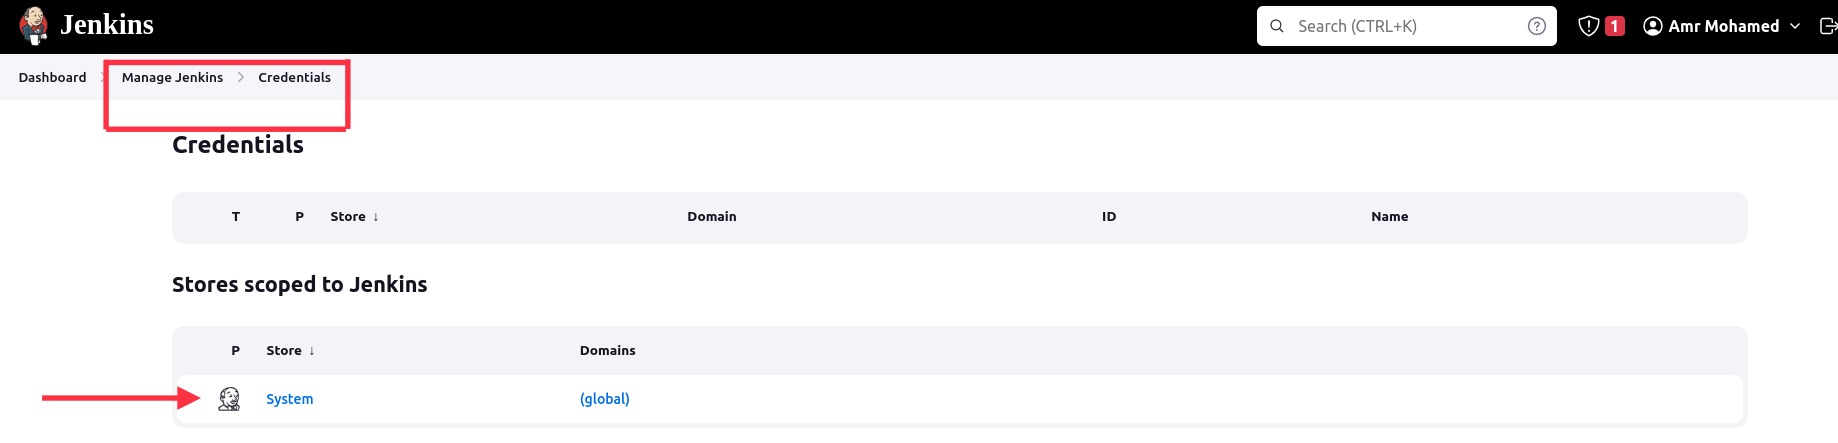 Jenkins Search (CTRL+K) ? 1 Amr Mohamed
Dashboard Manage Jenkins Credentials
Credentials
T P Store ↓ Domain ID Name
Stores scoped to Jenkins
P Store ↓ Domains
System (global)